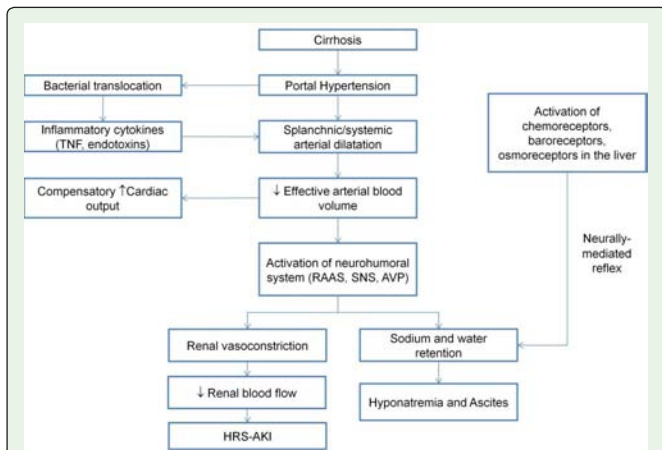 Cirrhosis
Bacterial translocation
Portal Hypertension
Activation of
chemoreceptors,
baroreceptors,
osmoreceptors in the liver
Inflammatory cytokines
(TNF, endotoxins)
Splanchnic/systemic
arterial dilatation
Compensatory ↑Cardiac
output
↓ Effective arterial blood
volume
Neurally-
mediated
reflex
Activation of neurohumoral
system (RAAS, SNS, AVP)
Renal vasoconstriction
Sodium and water
retention
↓ Renal blood flow
Hyponatremia and Ascites
HRS-AKI